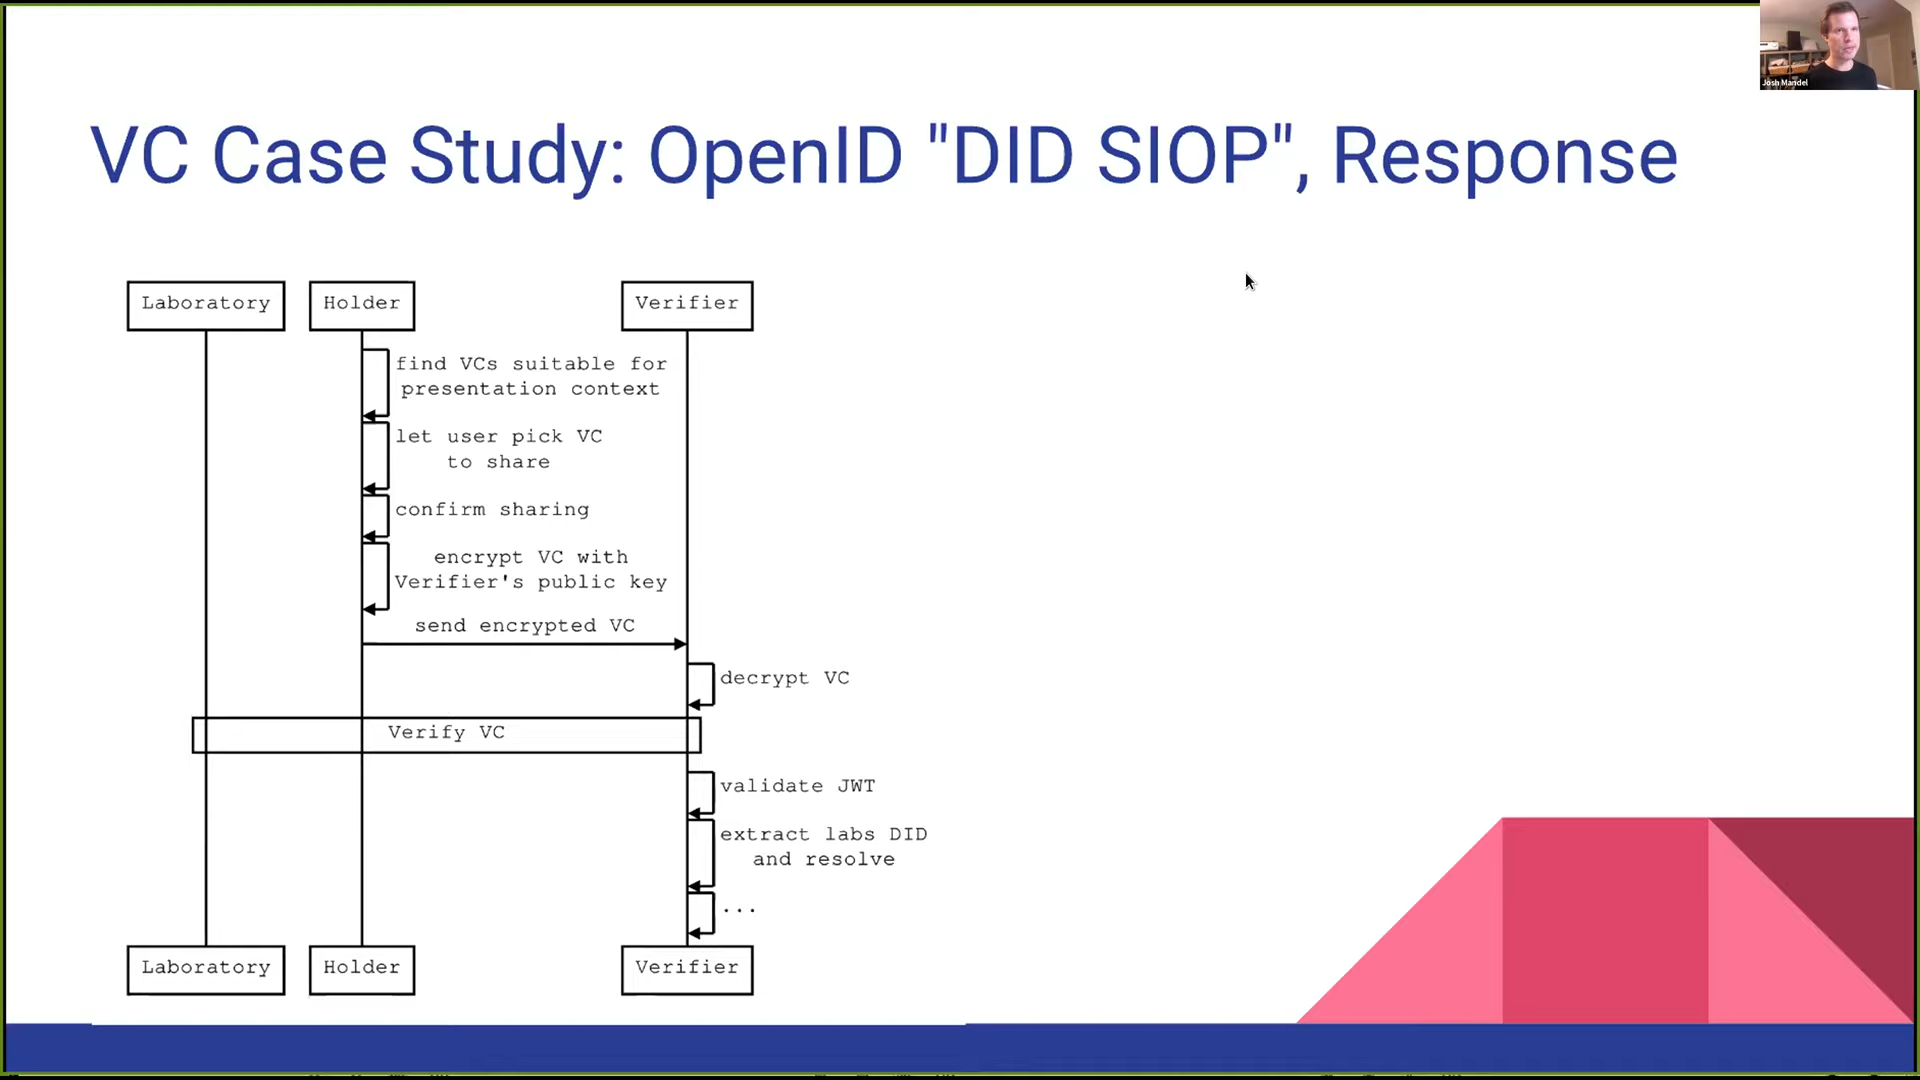 Josh Mandel
VC Case Study: OpenID "DID SIOP", Response
Laboratory
Holder
Verifier
find VCs suitable for
presentation context
let user pick VC
to share
confirm sharing
encrypt VC with
Verifier's public key
send encrypted VC
decrypt VC
Verify VC
validate JWT
extract labs DID
and resolve
...
Laboratory
Holder
Verifier